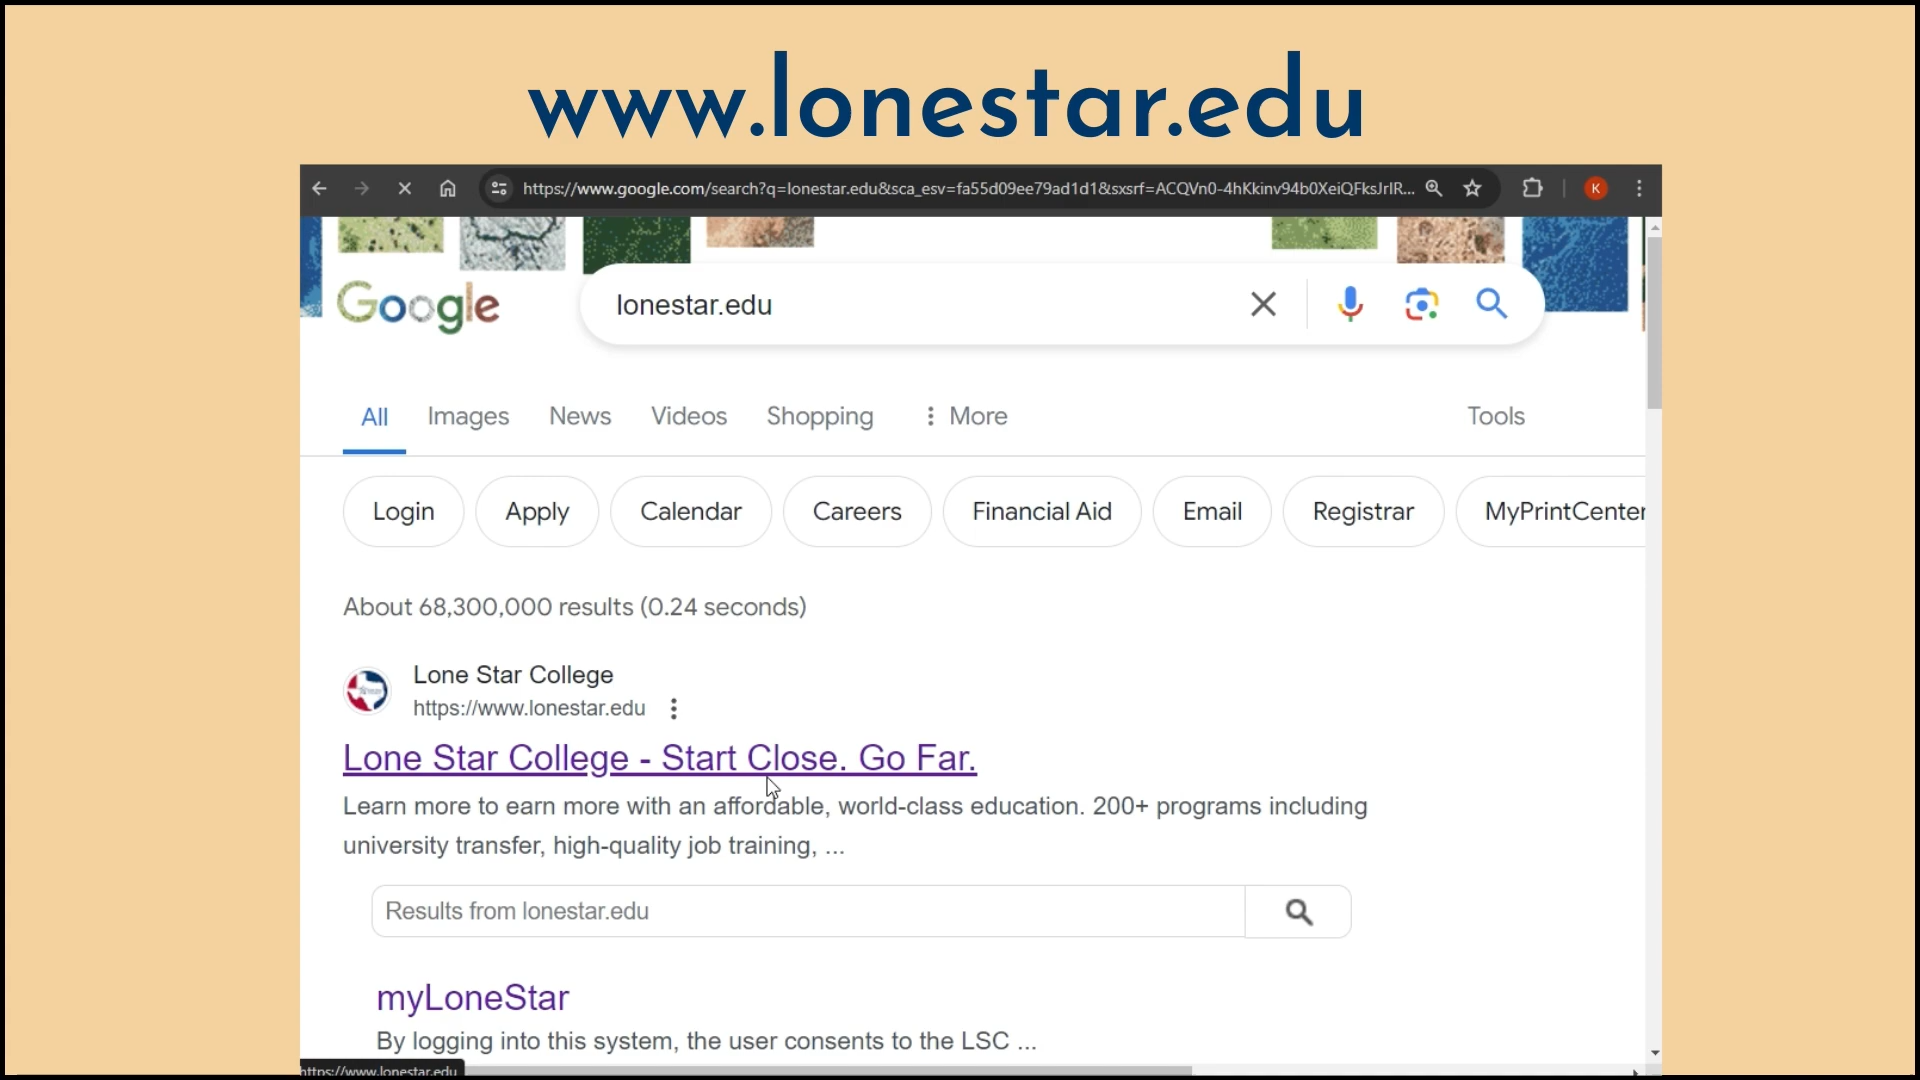 www.lonestar.edu
https://www.google.com/search?q=lonestar.edu&sca_esv=fa55d09ee79ad1d1&sxsrf=ACQVn0-4hKkinv94b0XeiQFksJrlR...
K
Google
lonestar.edu
All Images News Videos Shopping More Tools
Login Apply Calendar Careers Financial Aid Email Registrar MyPrintCenter
About 68,300,000 results (0.24 seconds)
Lone Star College
https://www.lonestar.edu
Lone Star College - Start Close. Go Far.
Learn more to earn more with an affordable, world-class education. 200+ programs including
university transfer, high-quality job training, ...
Results from lonestar.edu
myLoneStar
By logging into this system, the user consents to the LSC ...
https://www.lonestar.edu